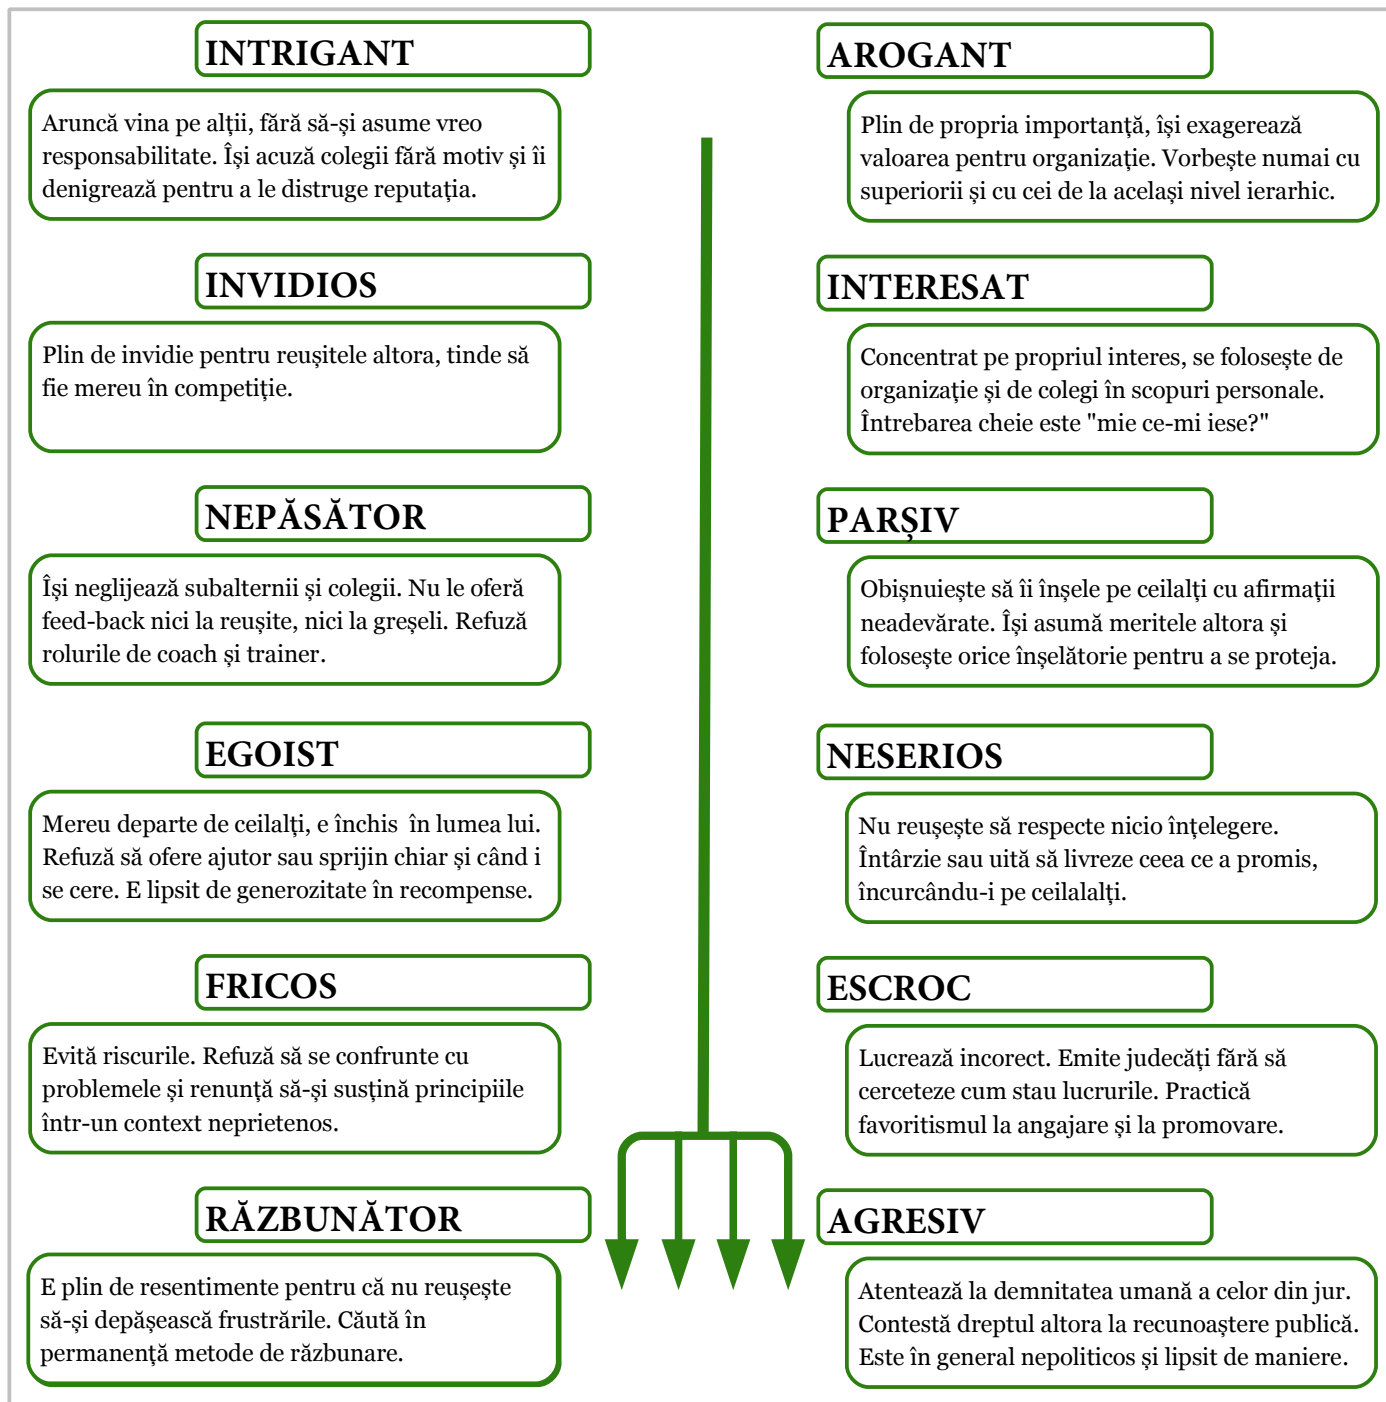 INTRIGANT
Aruncă vina pe alții, fără să-și asume vreo
responsabilitate. Își acuză colegii fără motiv și îi
denigrează pentru a le distruge reputația.
INVIDIOS
Plin de invidie pentru reușitele altora, tinde să
fie mereu în competiție.
NEPĂSĂTOR
Își neglijează subalternii și colegii. Nu le oferă
feed-back nici la reușite, nici la greșeli. Refuză
rolurile de coach și trainer.
EGOIST
Mereu departe de ceilalți, e închis  în lumea lui.
Refuză să ofere ajutor sau sprijin chiar și când i
se cere. E lipsit de generozitate în recompense.
FRICOS
Evită riscurile. Refuză să se confrunte cu
problemele și renunță să-și susțină principiile
într-un context neprietenos.
RĂZBUNĂTOR
E plin de resentimente pentru că nu reușește
să-și depășească frustrările. Căută în
permanență metode de răzbunare.
AROGANT
Plin de propria importanță, își exagerează
valoarea pentru organizație. Vorbește numai cu
superiorii și cu cei de la același nivel ierarhic.
INTERESAT
Concentrat pe propriul interes, se folosește de
organizație și de colegi în scopuri personale.
Întrebarea cheie este "mie ce-mi iese?"
PARȘIV
Obișnuiește să îi înșele pe ceilalți cu afirmații
neadevărate. Își asumă meritele altora și
folosește orice înșelătorie pentru a se proteja.
NESERIOS
Nu reușește să respecte nicio înțelegere.
Întârzie sau uită să livreze ceea ce a promis,
încurcându-i pe ceilalalți.
ESCROC
Lucrează incorect. Emite judecăți fără să
cerceteze cum stau lucrurile. Practică
favoritismul la angajare și la promovare.
AGRESIV
Atentează la demnitatea umană a celor din jur.
Contestă dreptul altora la recunoaștere publică.
Este în general nepoliticos și lipsit de maniere.